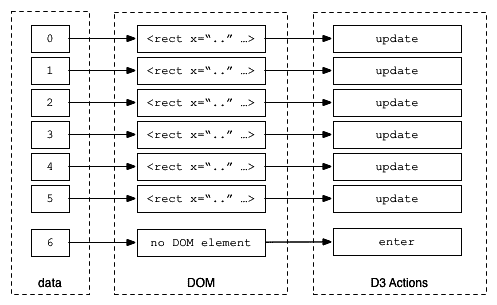 0 <rect x=“..” …> update
1 <rect x=“..” …> update
2 <rect x=“..” …> update
3 <rect x=“..” …> update
4 <rect x=“..” …> update
5 <rect x=“..” …> update
6 no DOM element enter
data DOM D3 Actions